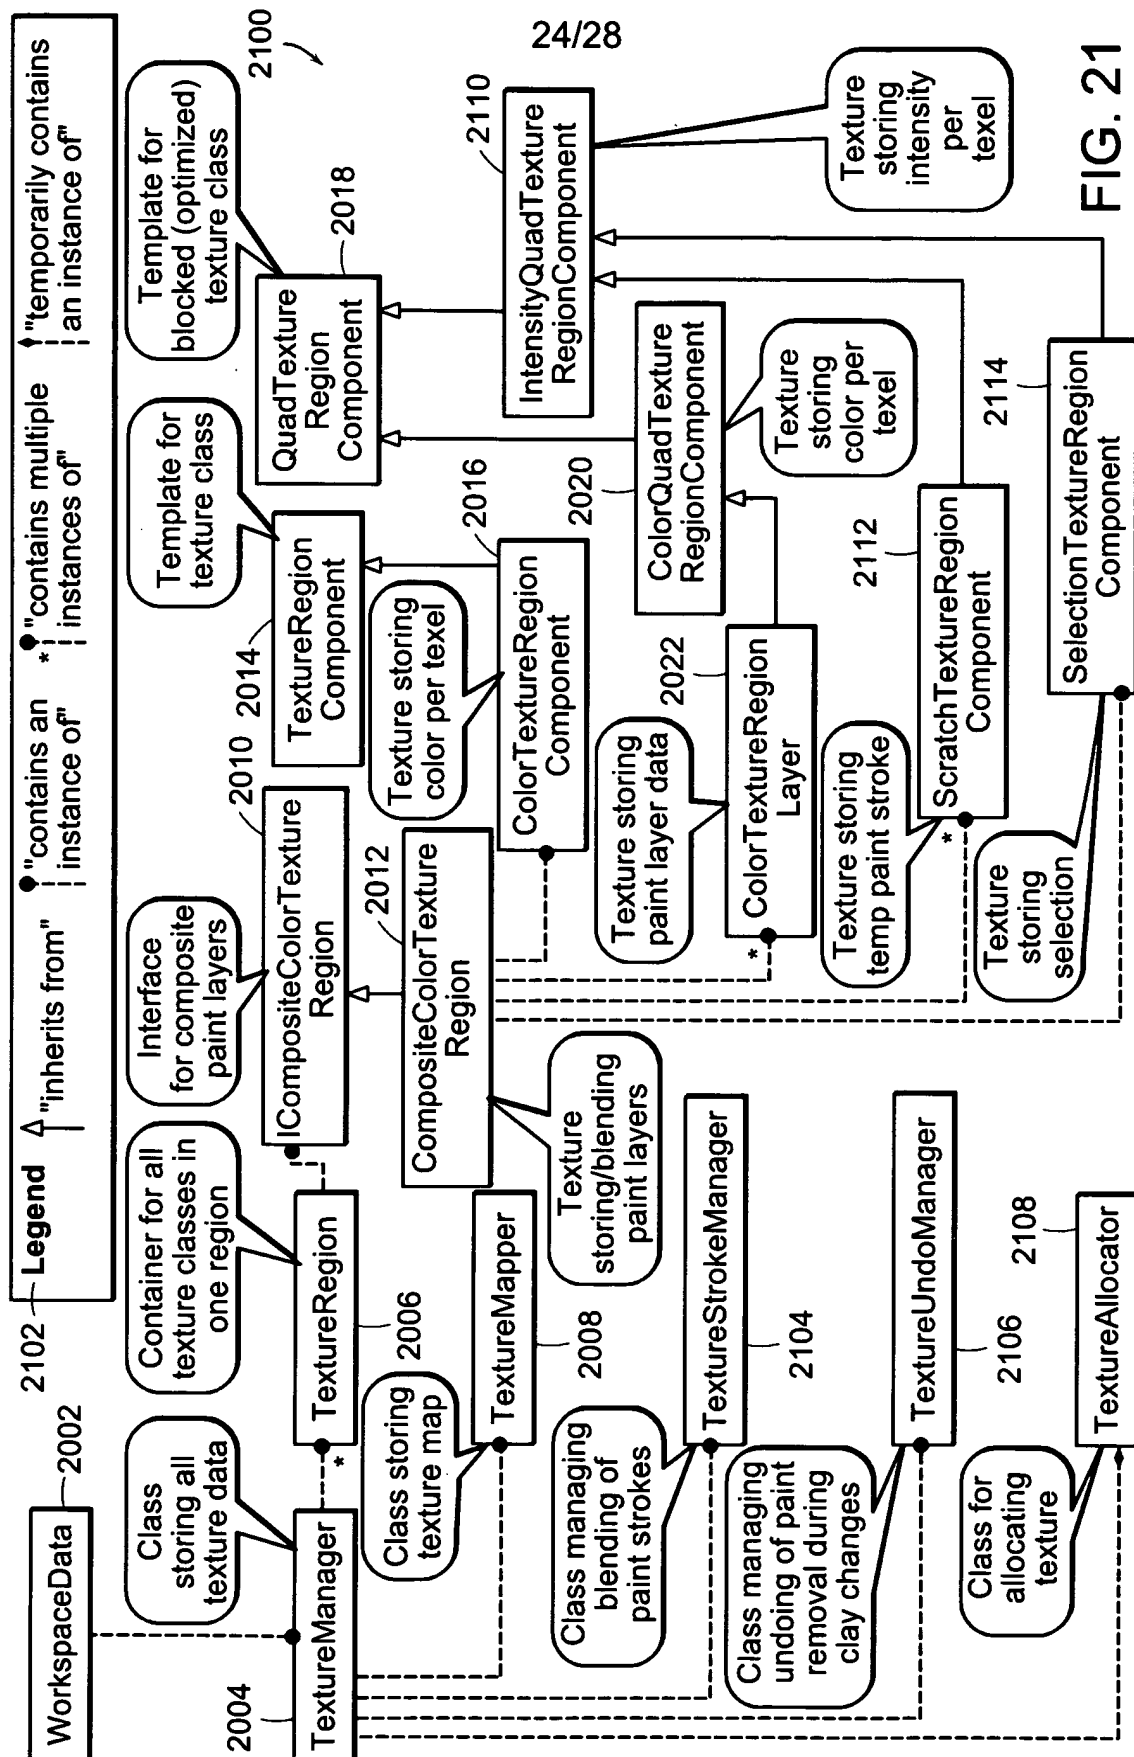 24/28
2102
Legend
"inherits from"
"contains an
instance of"
* "contains multiple
instances of"
"temporarily contains
an instance of"
2100
WorkspaceData
2002
Class
storing all
texture data
TextureManager
2004
Container for all
texture classes in
one region
TextureRegion
*
2006
Interface
for composite
paint layers
ICompositeColorTexture
Region
2010
Template for
texture class
TextureRegion
Component
2014
Template for
blocked (optimized)
texture class
QuadTexture
Region
Component
2018
Class storing
texture map
TextureMapper
2008
CompositeColorTexture
Region
2012
Texture
storing/blending
paint layers
Texture storing
color per texel
ColorTextureRegion
Component
2016
Class managing
blending of
paint strokes
TextureStrokeManager
2104
Texture storing
paint layer data
ColorTextureRegion
Layer
*
2022
ColorQuadTexture
RegionComponent
2020
Texture
storing
color per
texel
IntensityQuadTexture
RegionComponent
2110
Texture
storing
intensity
per
texel
Class managing
undoing of paint
removal during
clay changes
TextureUndoManager
2106
Texture storing
temp paint stroke
ScratchTextureRegion
Component
*
2112
Class for
allocating
texture
TextureAllocator
2108
Texture
storing
selection
SelectionTextureRegion
Component
2114
FIG. 21